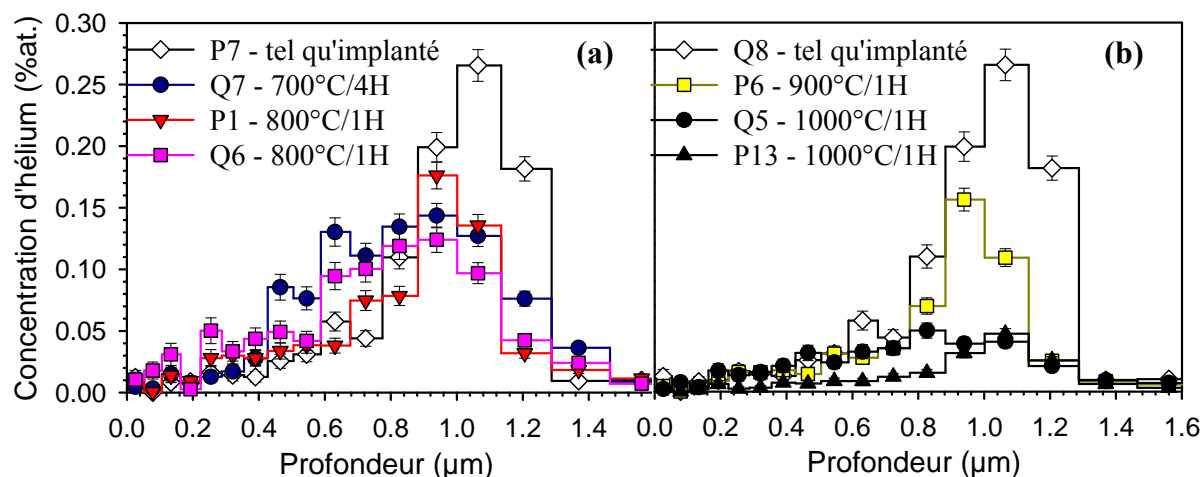 Concentration d'hélium (%at.)
0.30
0.25
0.20
0.15
0.10
0.05
0.00
P7 - tel qu'implanté
Q7 - 700°C/4H
P1 - 800°C/1H
Q6 - 800°C/1H
(a)
0.0 0.2 0.4 0.6 0.8 1.0 1.2 1.4
Profondeur (µm)
Q8 - tel qu'implanté
P6 - 900°C/1H
Q5 - 1000°C/1H
P13 - 1000°C/1H
(b)
0.0 0.2 0.4 0.6 0.8 1.0 1.2 1.4 1.6
Profondeur (µm)